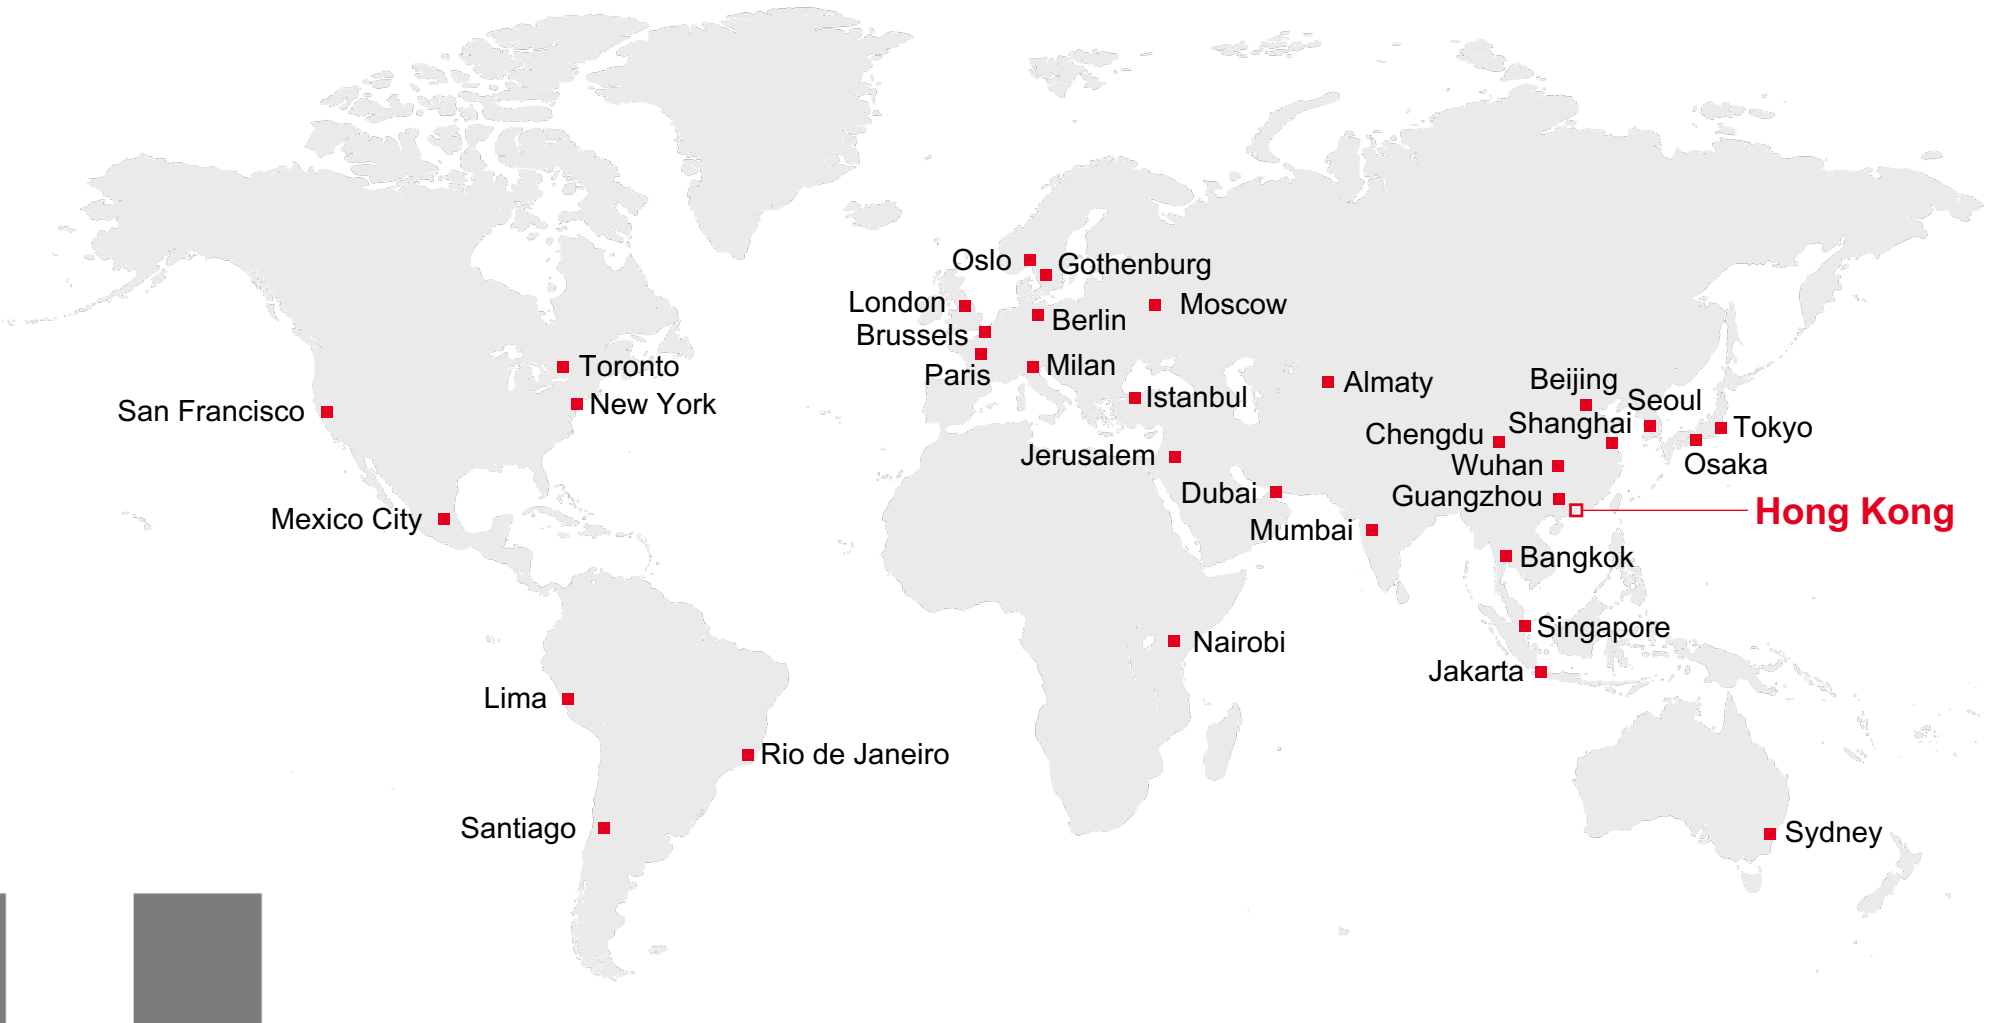 Oslo
Gothenburg
London
Moscow
Brussels
Berlin
Paris
Milan
Toronto
Istanbul
Almaty
Beijing
San Francisco
New York
Seoul
Shanghai
Chengdu
Tokyo
Jerusalem
Wuhan
Osaka
Dubai
Guangzhou
Hong Kong
Mexico City
Mumbai
Bangkok
Singapore
Nairobi
Jakarta
Lima
Rio de Janeiro
Santiago
Sydney